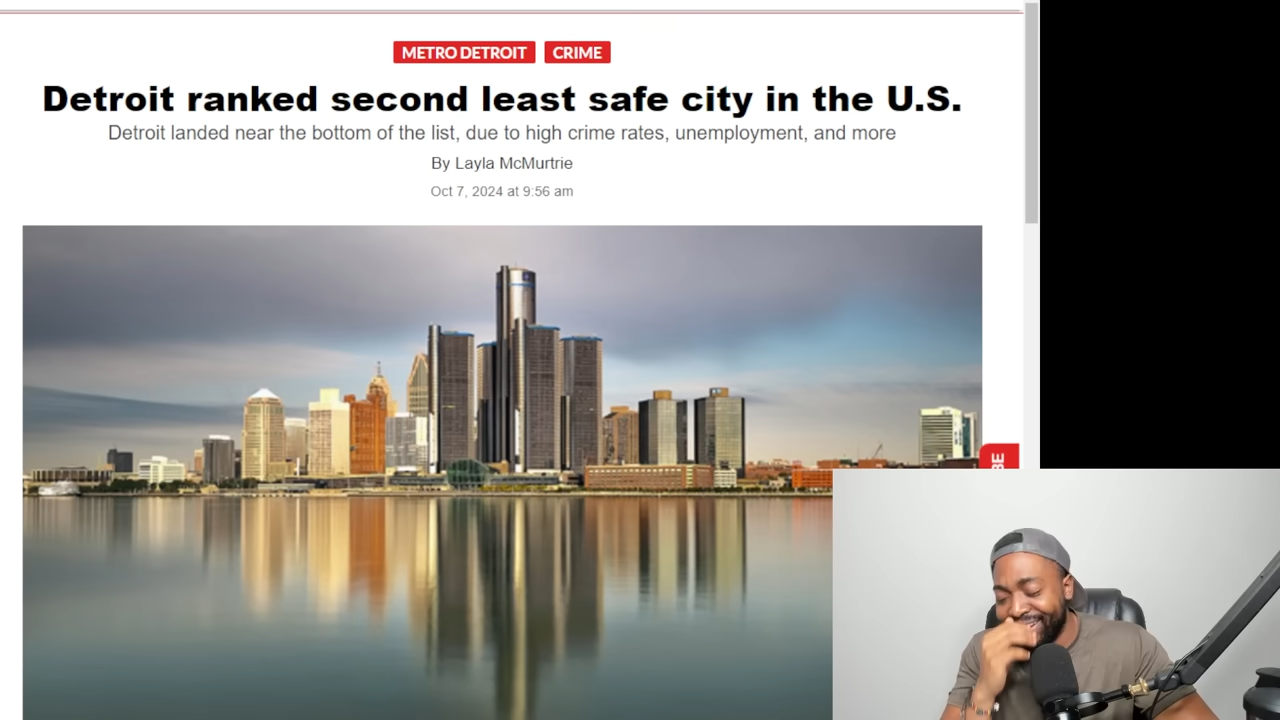 METRO DETROIT CRIME
Detroit ranked second least safe city in the U.S.
Detroit landed near the bottom of the list, due to high crime rates, unemployment, and more
By Layla McMurtrie
Oct 7, 2024 at 9:56 am